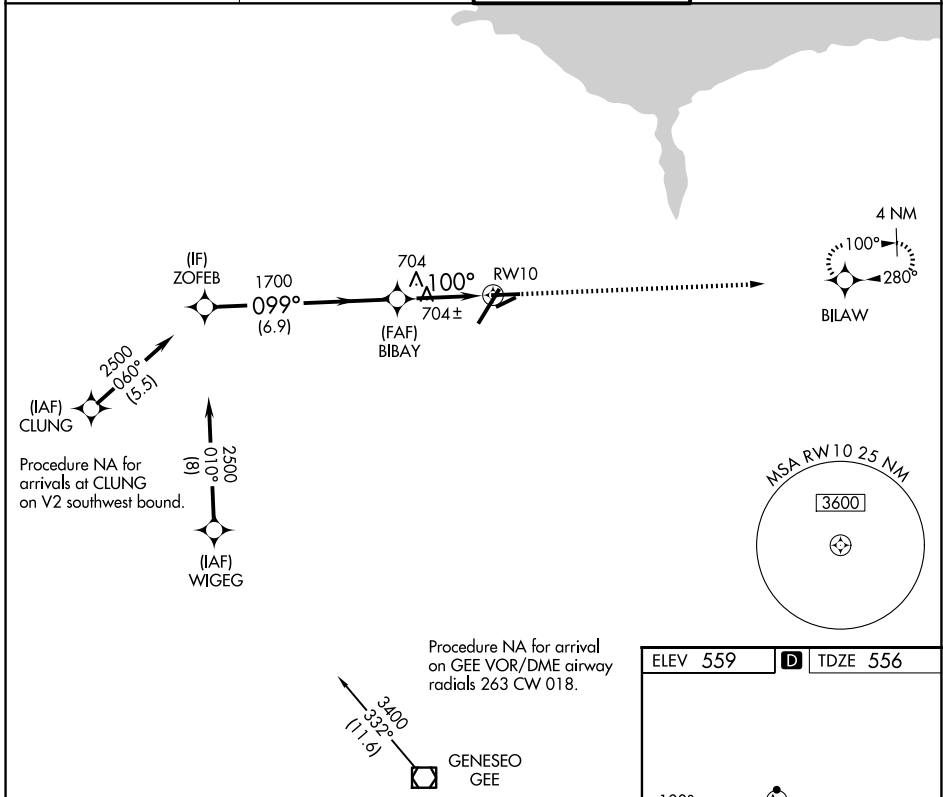 4 NM
100°
280°
BILAW
(IF)
ZOFEB
1700
099°
(6.9)
704
100°
704±
RW10
(FAF)
BIBAY
2500
060°
(5.5)
(IAF)
CLUNG
Procedure NA for
arrivals at CLUNG
on V2 southwest bound.
2500
010°
(8)
(IAF)
WIGEG
MSA RW10 25 NM
3600
Procedure NA for arrival
on GEE VOR/DME airway
radials 263 CW 018.
3400
332°
(11.6)
GENESEO
GEE
ELEV 559 D TDZE 556